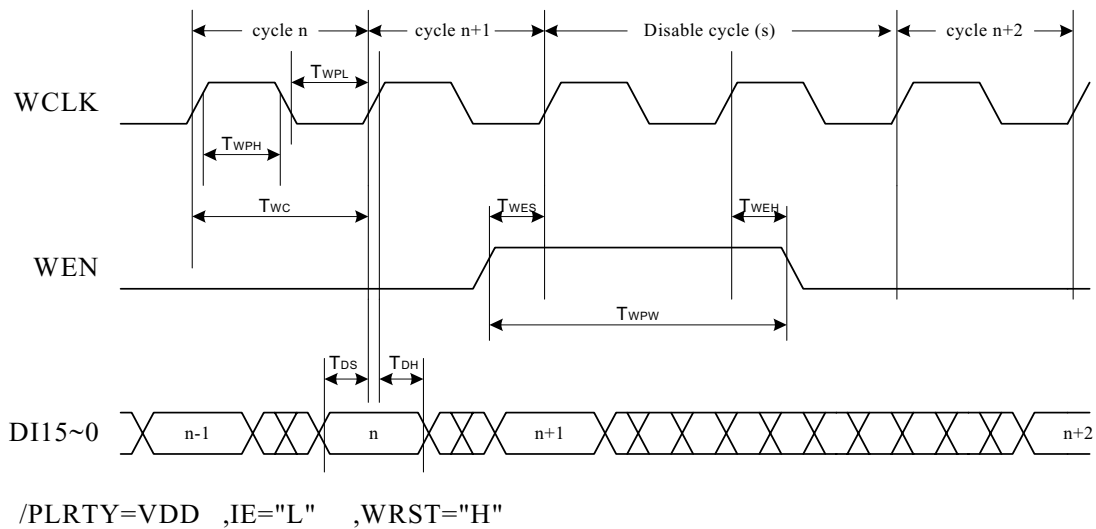 cycle n cycle n+1 Disable cycle (s) cycle n+2
TWPL
WCLK
TWPH
TWC TWES TWEH
WEN
TWPW
TDS TDH
DI15~0 n-1 n n+1 n+2
/PLRTY=VDD ,IE="L" ,WRST="H"